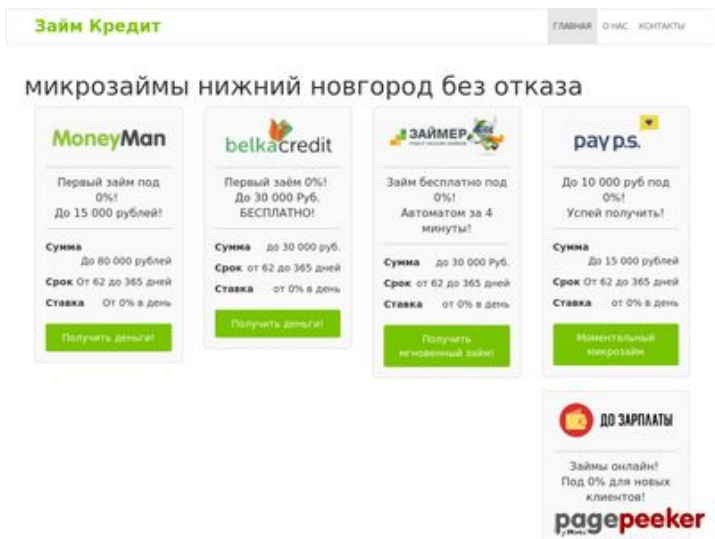 Займ Кредит
ГЛАВНАЯ О НАС КОНТАКТЫ
микрозаймы нижний новгород без отказа
MoneyMan
Первый займ под
0%!
До 15 000 рублей!
Сумма
До 80 000 рублей
Срок От 62 до 365 дней
Ставка От 0% в день
Получить деньги!
belkacredit
Первый заём 0%!
До 30 000 Руб.
БЕСПЛАТНО!
Сумма до 30 000 руб.
Срок от 62 до 365 дней
Ставка от 0% в день
Получить деньги!
ЗАЙМЕР
Займ бесплатно под
0%!
Автоматом за 4
минуты!
Сумма до 30 000 Руб.
Срок от 62 до 365 дней
Ставка от 0% в день
Получить
мгновенный займ!
pay p.s.
До 10 000 руб под
0%!
Успей получить!
Сумма
До 15 000 рублей
Срок От 62 до 365 дней
Ставка от 0% в день
Моментальный
микрозайм
ДО ЗАРПЛАТЫ
Займы онлайн!
Под 0% для новых
клиентов!
pagepeeker